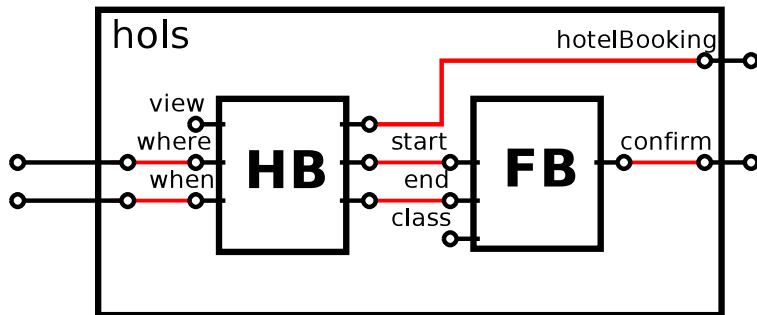 hols
hotelBooking
view
where
start
confirm
HB
FB
when
end
class